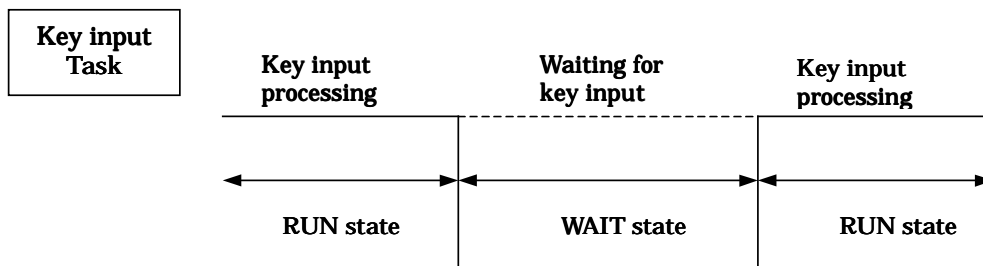 Key input
Task
Key input
processing
Waiting for
key input
Key input
processing
RUN state
WAIT state
RUN state